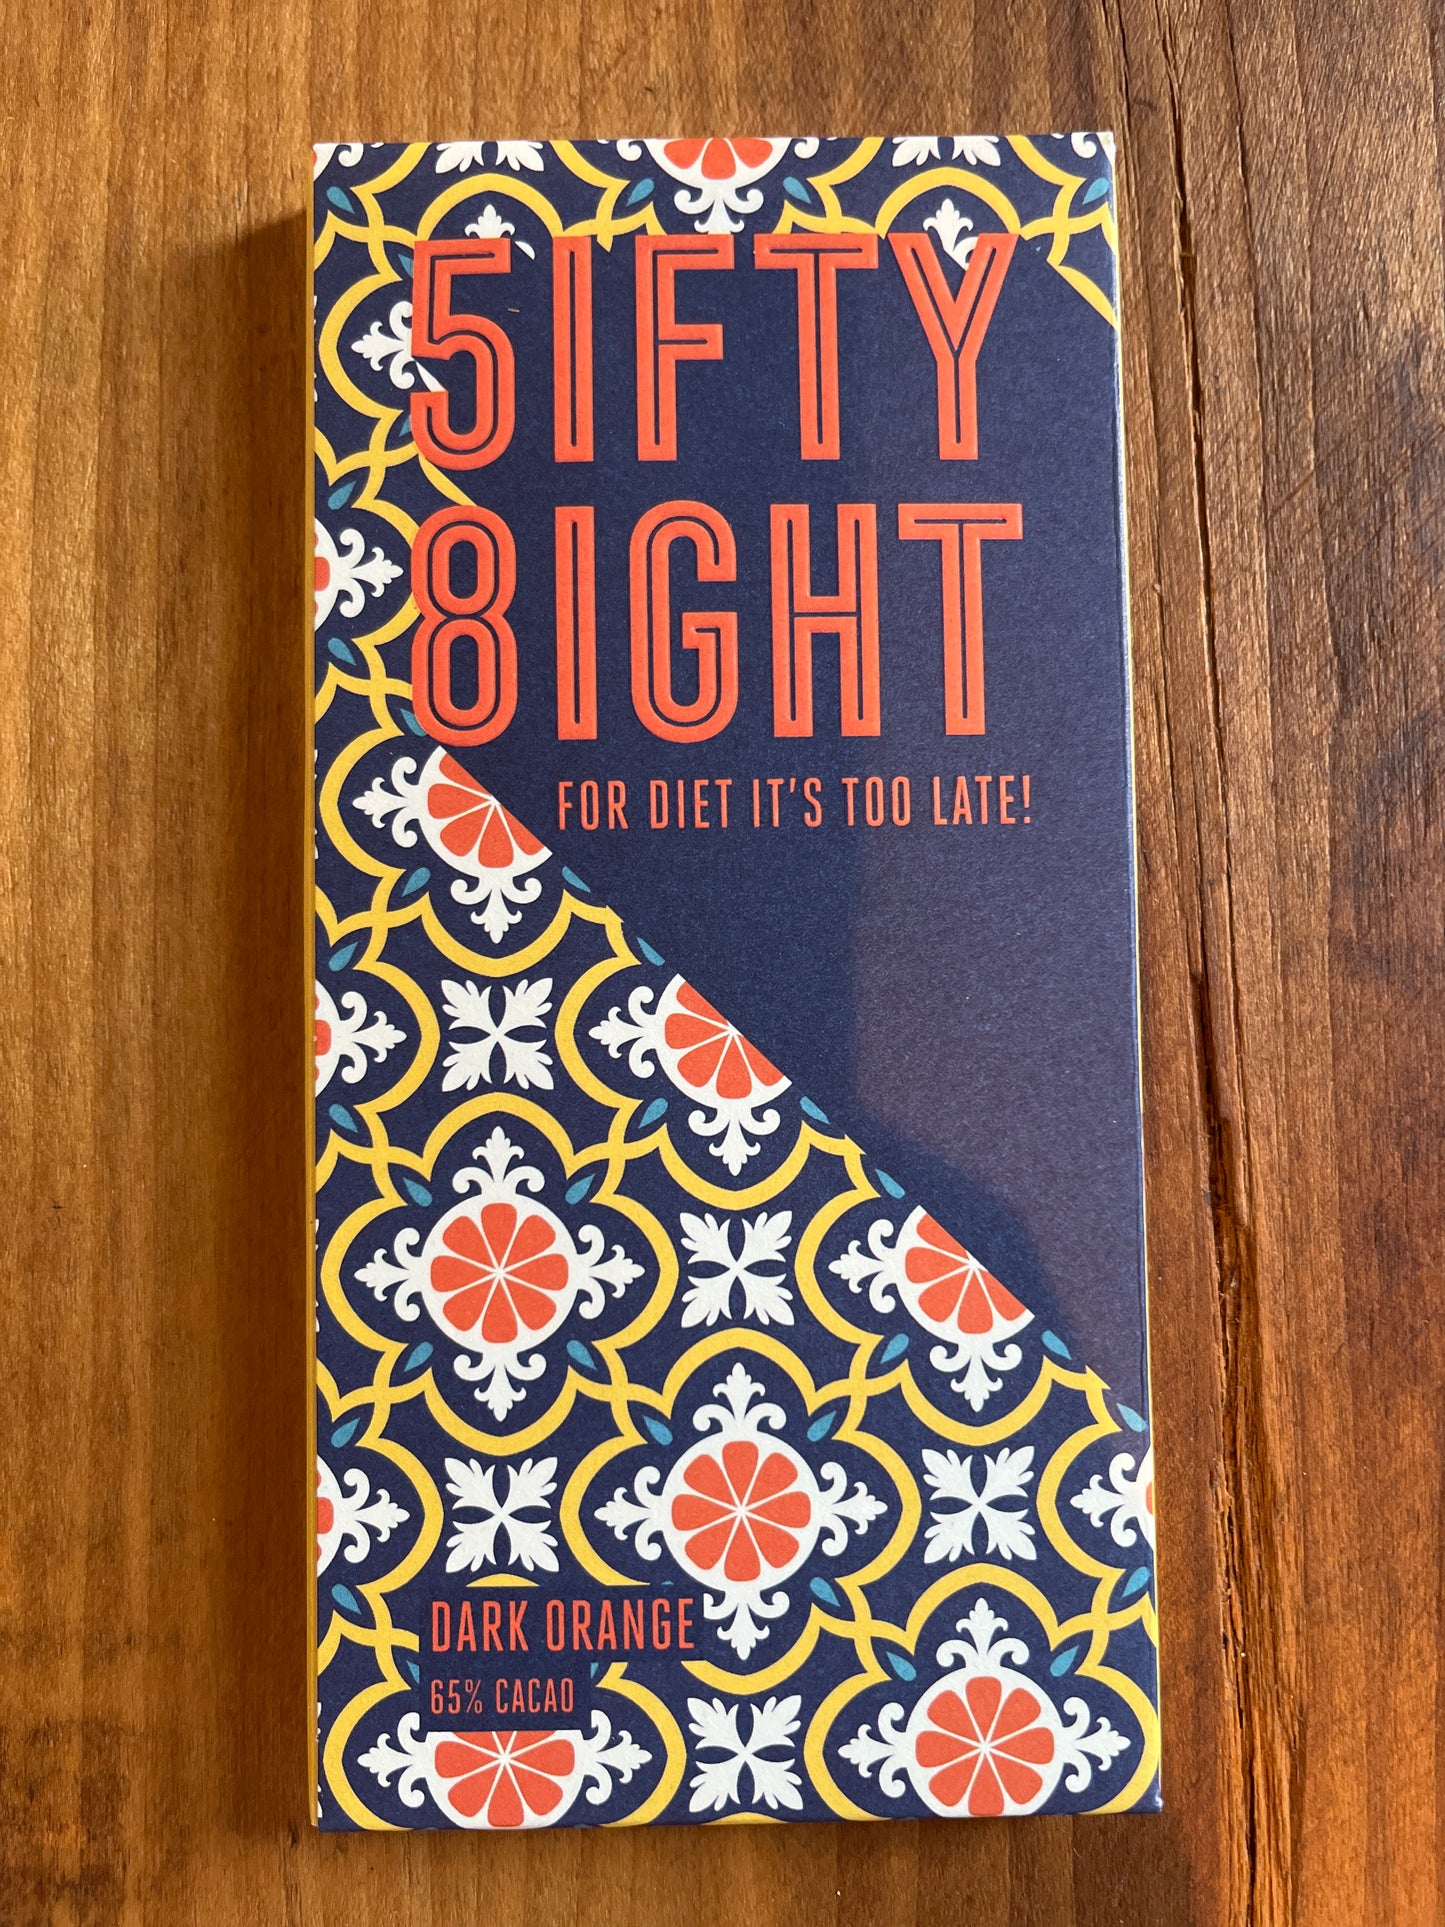 5IFTY
8IGHT
FOR DIET IT'S TOO LATE!
DARK ORANGE
65% CACAO